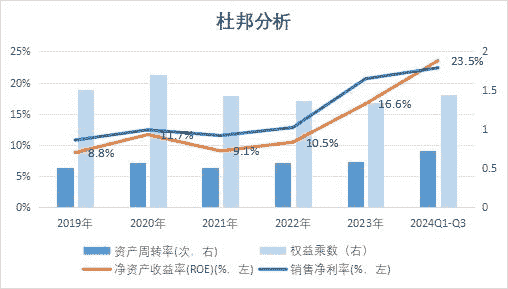 杜邦分析
25%
20%
15%
10%
5%
0%
2
1.5
1
0.5
0
8.8%
11.7%
9.1%
10.5%
16.6%
23.5%
2019年
2020年
2021年
2022年
2023年
2024Q1-Q3
资产周转率(次，右)
权益乘数（右）
净资产收益率(ROE)(%，左)
销售净利率(%，左)